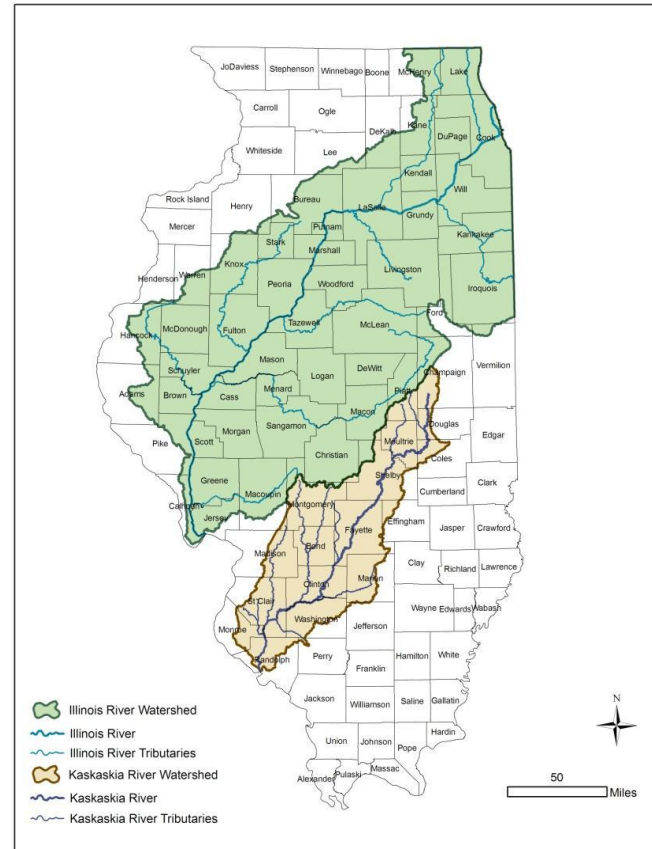 JoDaviess
Stephenson
Winnebago
Boone
McHenry
Lake
Carroll
Ogle
DeKalb
Kane
DuPage
Cook
Whiteside
Lee
Kendall
Will
Rock Island
Henry
Bureau
LaSalle
Grundy
Mercer
Putnam
Kankakee
Stark
Marshall
Henderson
Warren
Knox
Peoria
Woodford
Livingston
Iroquois
Hancock
McDonough
Fulton
Tazewell
McLean
Ford
Schuyler
Mason
Logan
DeWitt
Champaign
Vermilion
Adams
Brown
Cass
Menard
Piatt
Macon
Douglas
Pike
Scott
Morgan
Sangamon
Christian
Moultrie
Edgar
Coles
Greene
Macoupin
Shelby
Cumberland
Clark
Calhoun
Jersey
Montgomery
Fayette
Effingham
Jasper
Crawford
Madison
Bond
Clay
Richland
Lawrence
Clinton
Marion
St Clair
Wayne
Edwards
Wabash
Monroe
Washington
Jefferson
Randolph
Perry
Hamilton
White
Franklin
Jackson
Williamson
Saline
Gallatin
Union
Johnson
Pope
Hardin
Alexander
Pulaski
Massac
Illinois River Watershed
Illinois River
Illinois River Tributaries
Kaskaskia River Watershed
Kaskaskia River
Kaskaskia River Tributaries
N
50
Miles